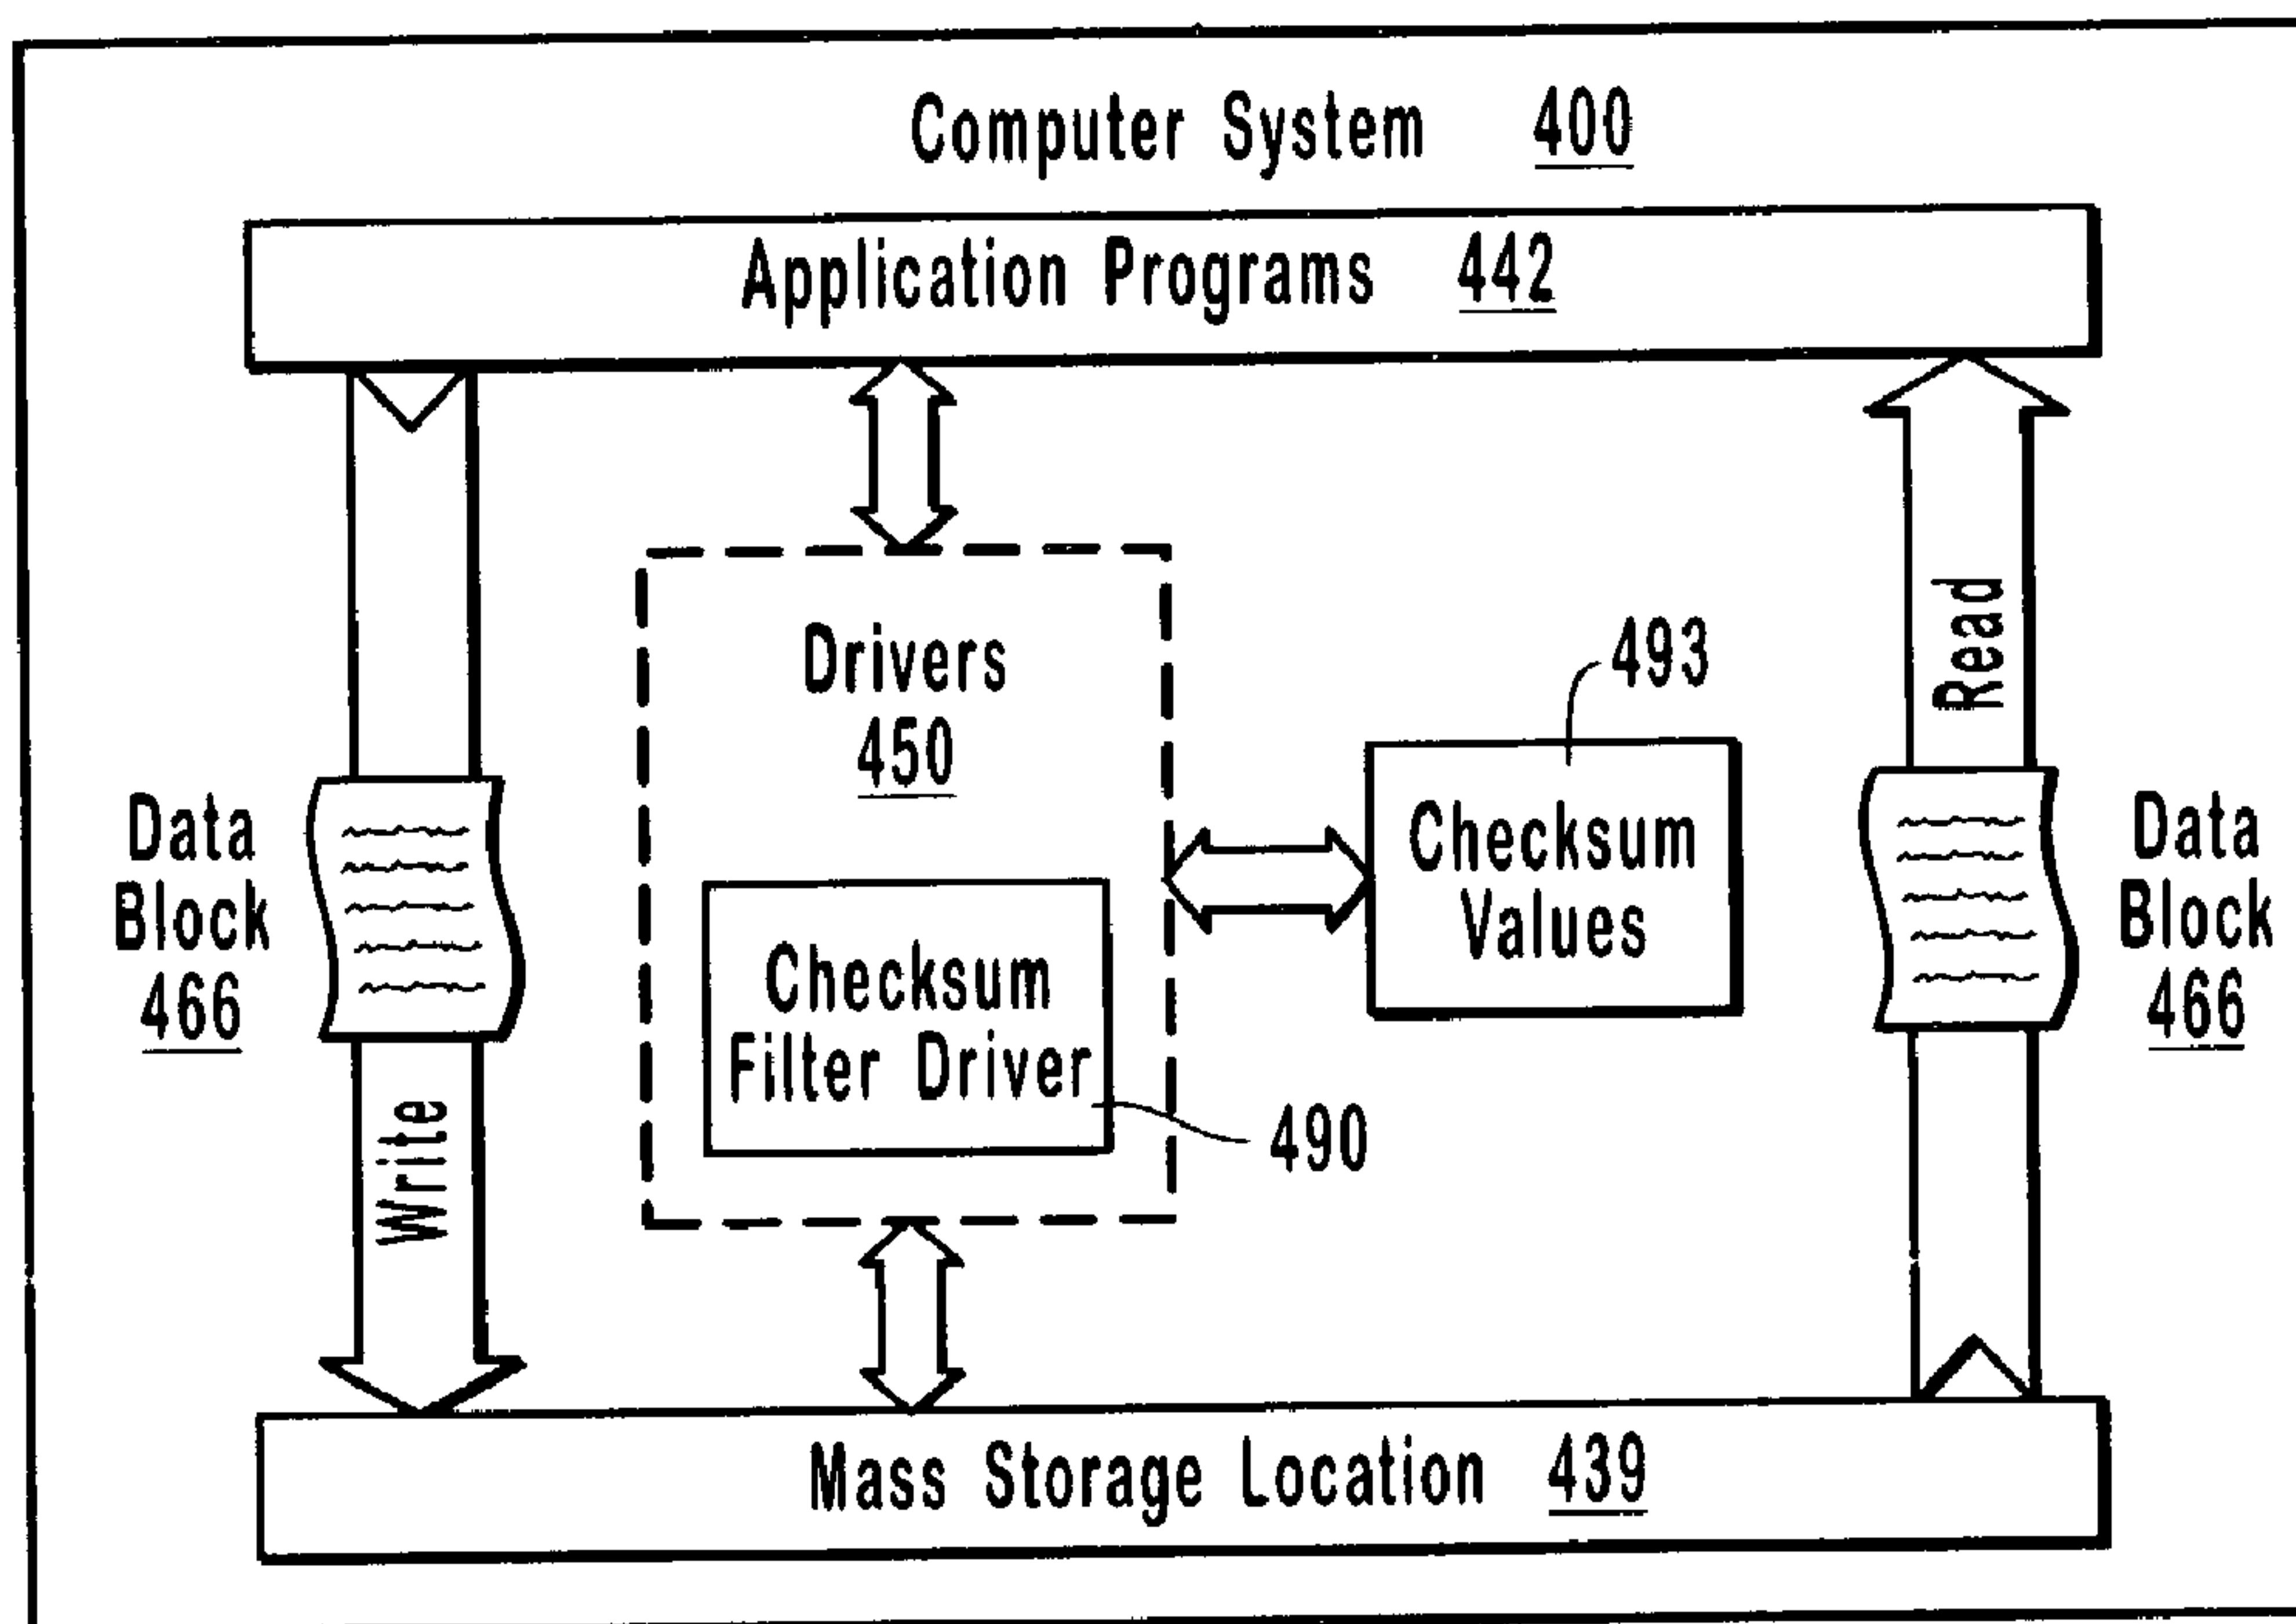 Computer System 400
Application Programs 442
Drivers
450
Read
493
Data
Block
466
Checksum
Values
Data
Block
466
Checksum
Filter Driver
490
Write
Mass Storage Location 439